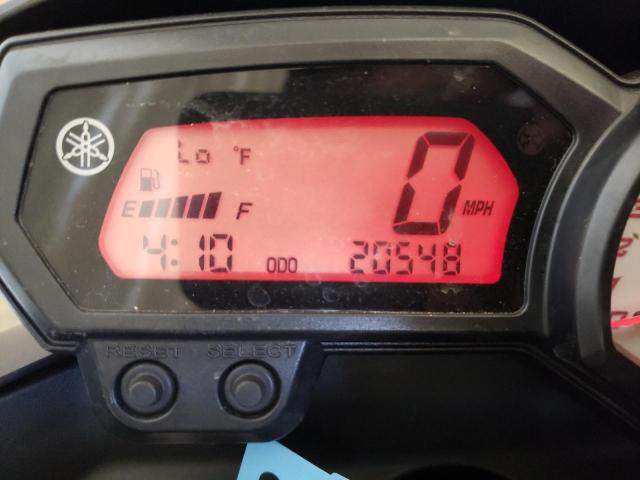 Lo °F
E F
0 MPH
4:10 ODO 20548
RESET SELECT